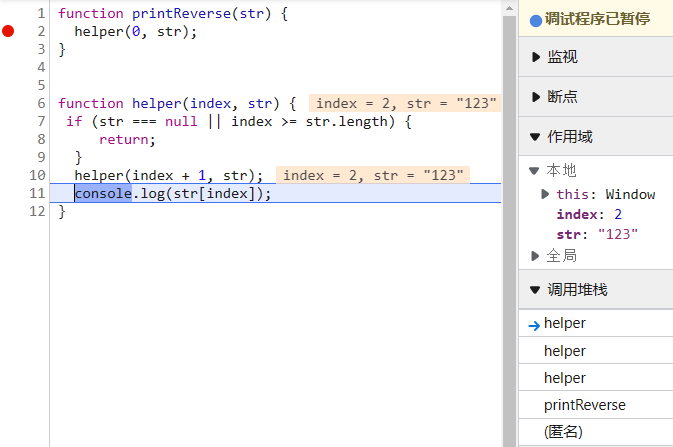 1 function printReverse(str) {
2 helper(0, str);
3 }
4
5
6 function helper(index, str) { index = 2, str = "123"
7 if (str === null || index >= str.length) {
8 return;
9 }
10 helper(index + 1, str); index = 2, str = "123"
11 console.log(str[index]);
12 }
调试程序已暂停
监视
断点
作用域
本地
this: Window
index: 2
str: "123"
全局
调用堆栈
helper
helper
helper
printReverse
(匿名)